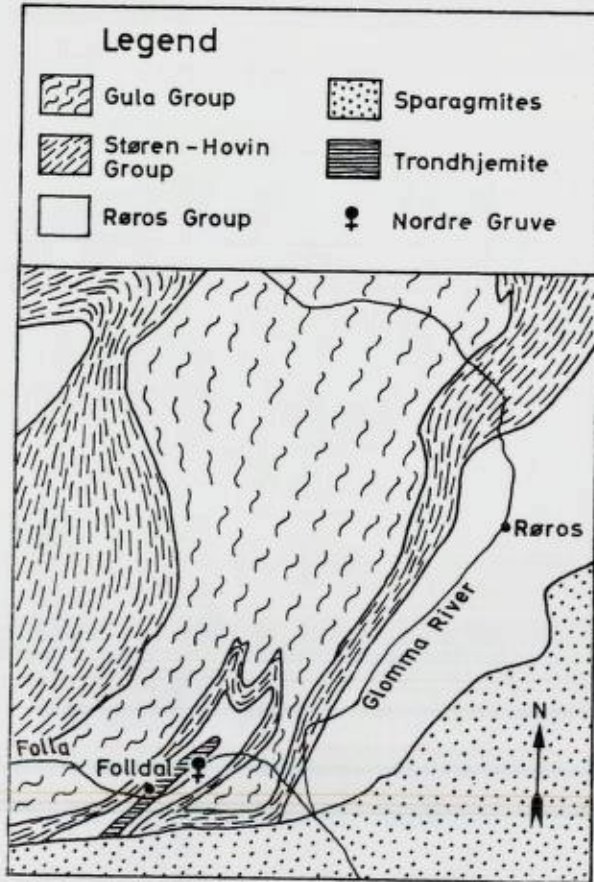 Legend
Gula Group
Støren-Hovin
Group
Røros Group
Sparagmites
Trondhjemite
Nordre Gruve
Røros
Glomma River
N
Folla
Folldal